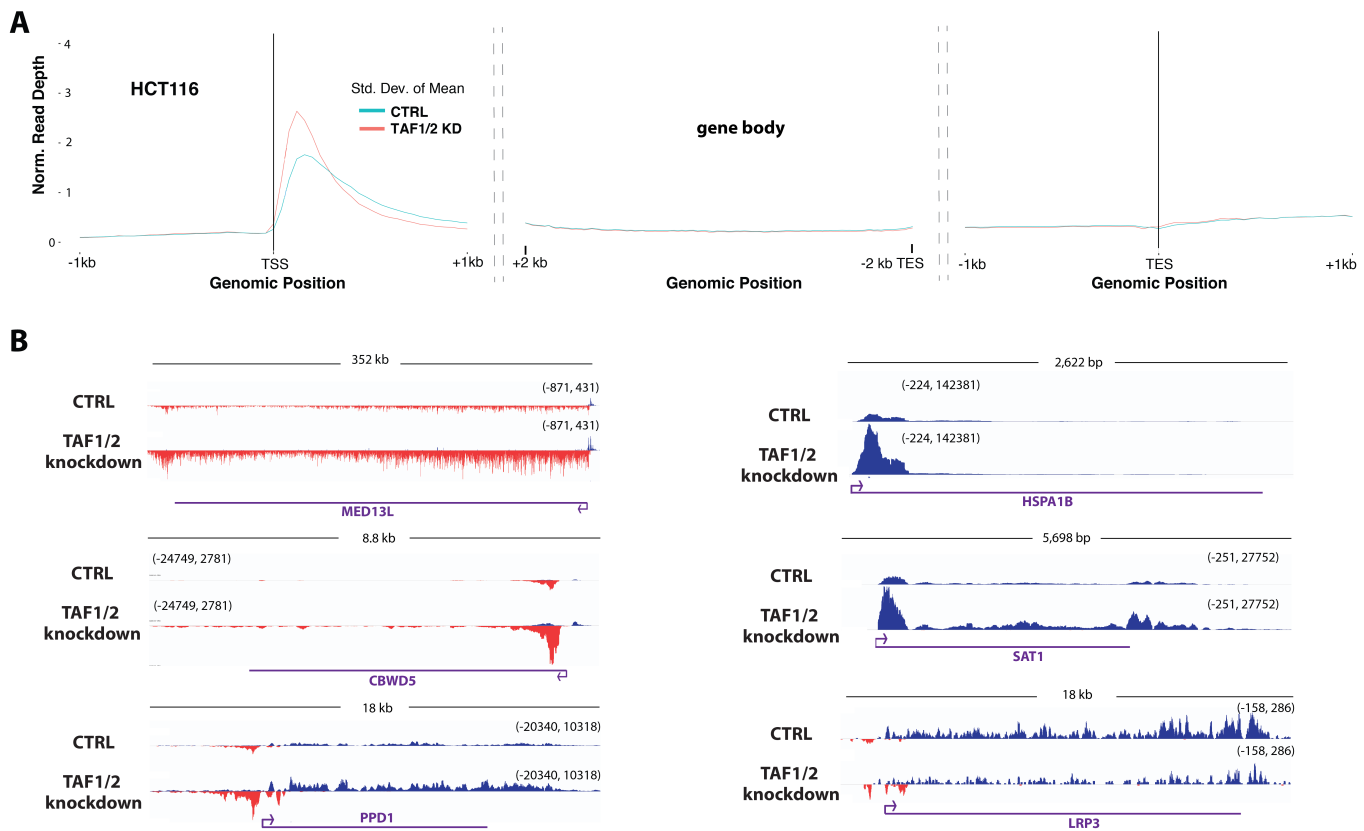 A
- 4
- 3
- 2
- 1
0 -
Norm. Read Depth
HCT116
Std. Dev. of Mean
CTRL
TAF1/2 KD
gene body
-1kb
TSS
+1kb
+2 kb
-2 kb TES
-1kb
TES
+1kb
Genomic Position
Genomic Position
Genomic Position
B
352 kb
CTRL
(-871, 431)
TAF1/2
knockdown
(-871, 431)
MED13L
8.8 kb
CTRL
(-24749, 2781)
TAF1/2
knockdown
(-24749, 2781)
CBWD5
18 kb
CTRL
(-20340, 10318)
TAF1/2
knockdown
(-20340, 10318)
PPD1
2,622 bp
CTRL
(-224, 142381)
TAF1/2
knockdown
(-224, 142381)
HSPA1B
5,698 bp
CTRL
(-251, 27752)
TAF1/2
knockdown
(-251, 27752)
SAT1
18 kb
CTRL
(-158, 286)
TAF1/2
knockdown
(-158, 286)
LRP3